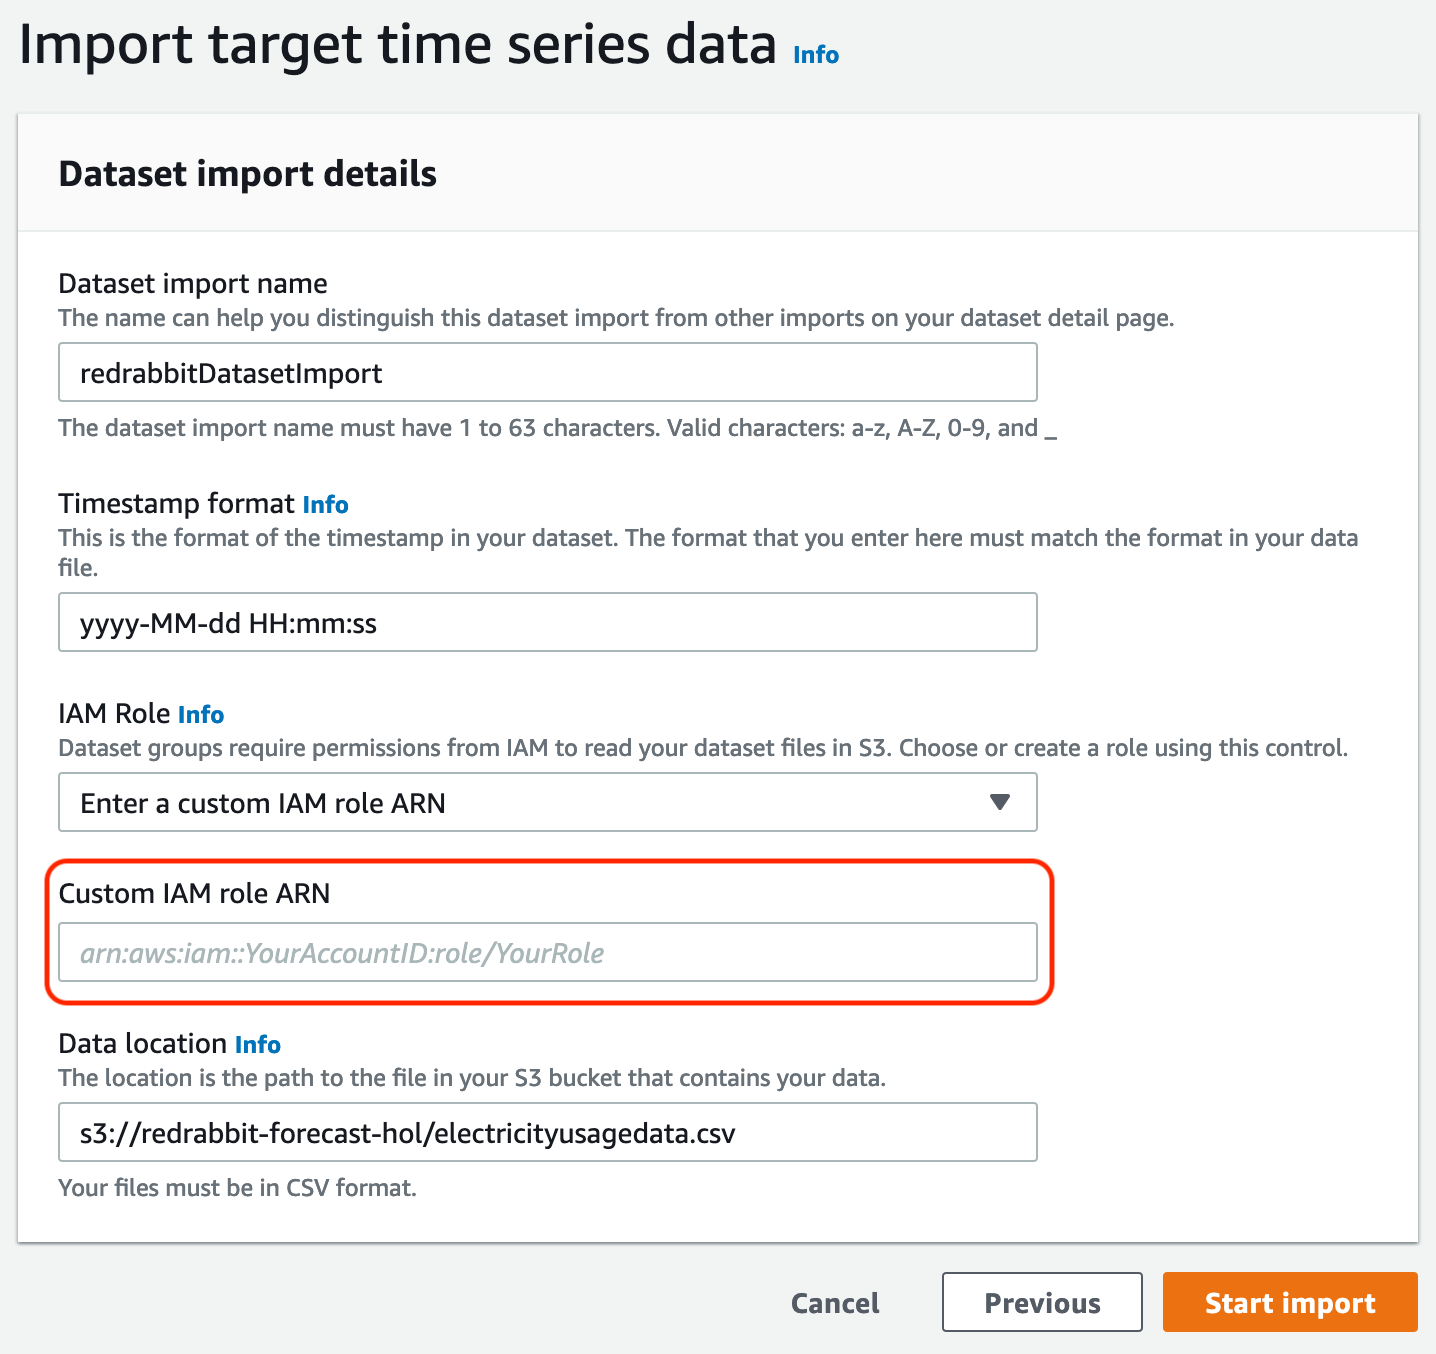 Import target time series data Info
Dataset import details
Dataset import name
The name can help you distinguish this dataset import from other imports on your dataset detail page.
redrabbitDatasetImport
The dataset import name must have 1 to 63 characters. Valid characters: a-z, A-Z, 0-9, and _
Timestamp format Info
This is the format of the timestamp in your dataset. The format that you enter here must match the format in your data
file.
yyyy-MM-dd HH:mm:ss
IAM Role Info
Dataset groups require permissions from IAM to read your dataset files in S3. Choose or create a role using this control.
Enter a custom IAM role ARN
Custom IAM role ARN
arn:aws:iam::YourAccountID:role/YourRole
Data location Info
The location is the path to the file in your S3 bucket that contains your data.
s3://redrabbit-forecast-hol/electricityusagedata.csv
Your files must be in CSV format.
Cancel Previous Start import